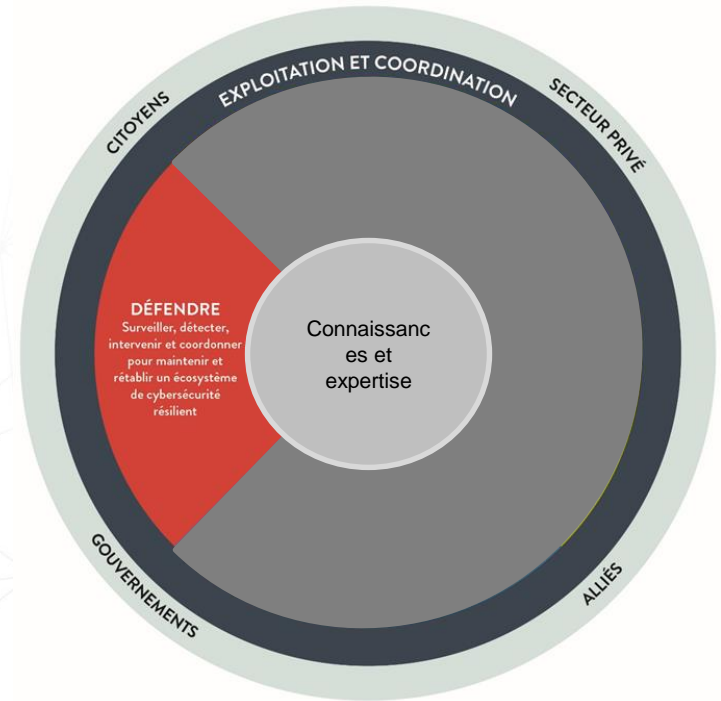 CITOYENS
EXPLOITATION ET COORDINATION
SECTEUR PRIVÉ
DÉFENDRE
Surveiller, détecter,
intervenir et coordonner
pour maintenir et
rétablir un écosystème
de cybersécurité
résilient
Connaissanc
es et
expertise
GOUVERNEMENTS
ALLIÉS